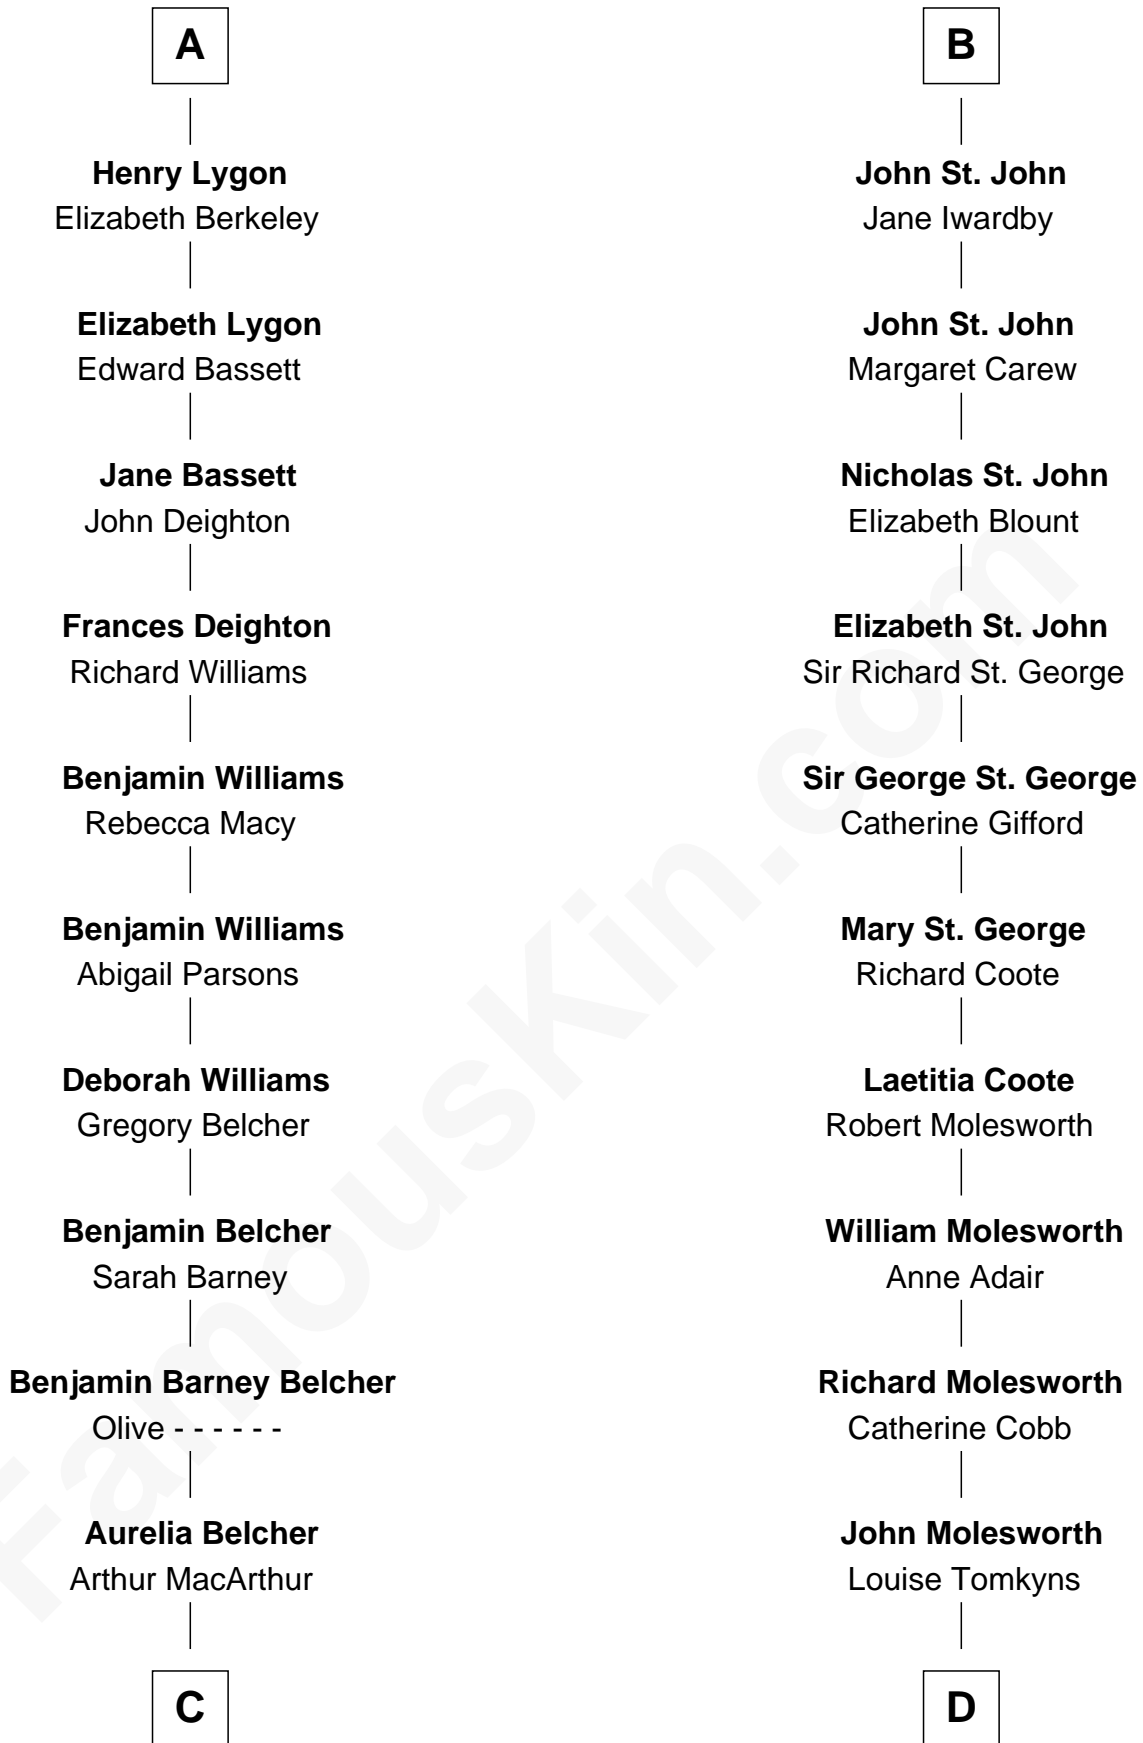 A
Henry Lygon
Elizabeth Berkeley
Elizabeth Lygon
Edward Bassett
Jane Bassett
John Deighton
Frances Deighton
Richard Williams
Benjamin Williams
Rebecca Macy
Benjamin Williams
Abigail Parsons
Deborah Williams
Gregory Belcher
Benjamin Belcher
Sarah Barney
Benjamin Barney Belcher
Olive - - - - - -
Aurelia Belcher
Arthur MacArthur
C
B
John St. John
Jane Iwardby
John St. John
Margaret Carew
Nicholas St. John
Elizabeth Blount
Elizabeth St. John
Sir Richard St. George
Sir George St. George
Catherine Gifford
Mary St. George
Richard Coote
Laetitia Coote
Robert Molesworth
William Molesworth
Anne Adair
Richard Molesworth
Catherine Cobb
John Molesworth
Louise Tomkyns
D
FamousKin.com